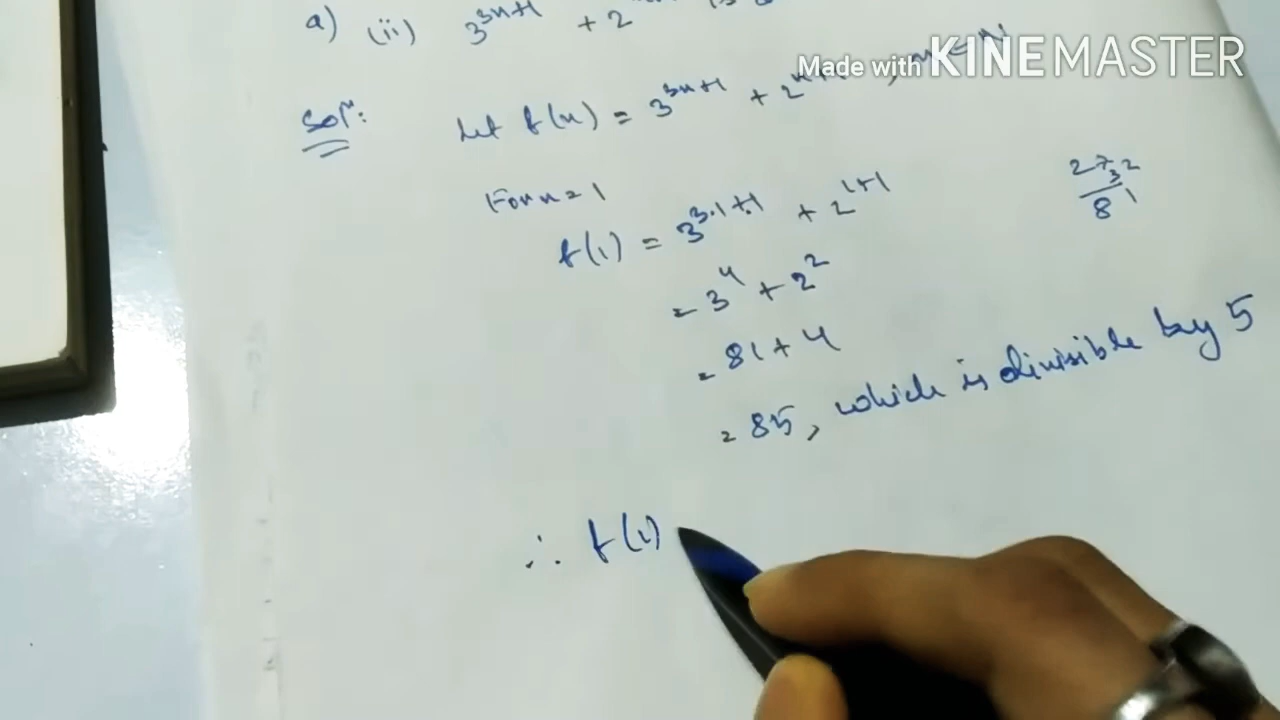 a) (ii) 3^{3n+1} + 2
Made with KINEMASTER
Sol^n: Let f(n) = 3^{3n+1} + 2^{n+1}, n ∈ N
For n = 1
f(1) = 3^{3·1+1} + 2^{1+1}
= 3^4 + 2^2
= 81 + 4
= 85, which is divisible by 5
∴ f(1)
27
3
81